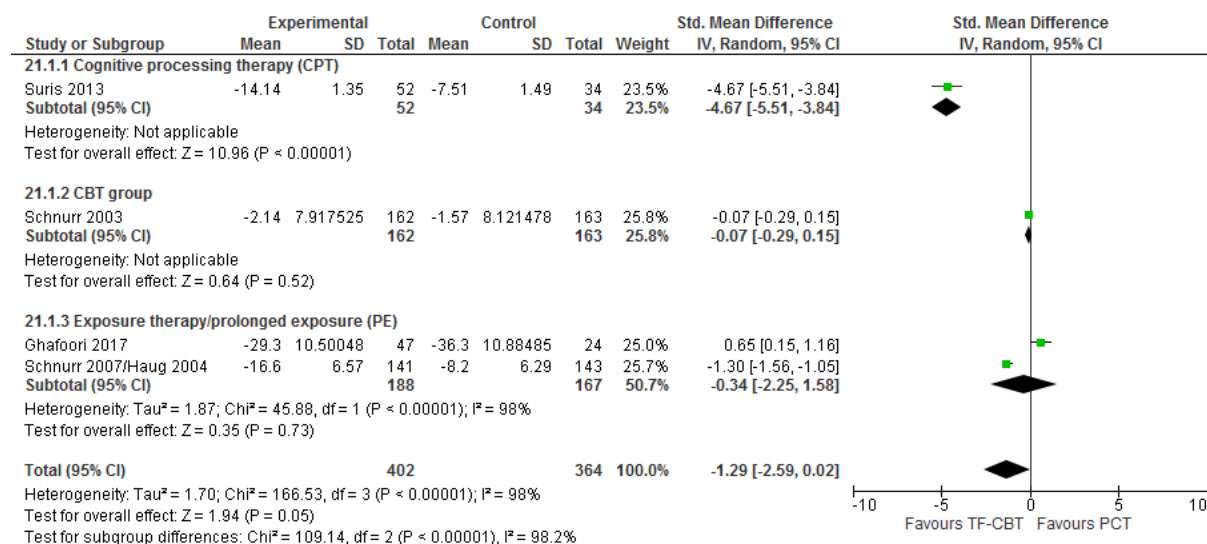 Experimental Control Std. Mean Difference Std. Mean Difference
Study or Subgroup Mean SD Total Mean SD Total Weight IV, Random, 95% CI IV, Random, 95% CI
21.1.1 Cognitive processing therapy (CPT)
Suris 2013 -14.14 1.35 52 -7.51 1.49 34 23.5% -4.67 [-5.51, -3.84]
Subtotal (95% CI) 52 34 23.5% -4.67 [-5.51, -3.84]
Heterogeneity: Not applicable
Test for overall effect: Z = 10.96 (P < 0.00001)
21.1.2 CBT group
Schnurr 2003 -2.14 7.917525 162 -1.57 8.121478 163 25.8% -0.07 [-0.29, 0.15]
Subtotal (95% CI) 162 163 25.8% -0.07 [-0.29, 0.15]
Heterogeneity: Not applicable
Test for overall effect: Z = 0.64 (P = 0.52)
21.1.3 Exposure therapy/prolonged exposure (PE)
Ghafoori 2017 -29.3 10.50048 47 -36.3 10.88485 24 25.0% 0.65 [0.15, 1.16]
Schnurr 2007/Haug 2004 -16.6 6.57 141 -8.2 6.29 143 25.7% -1.30 [-1.56, -1.05]
Subtotal (95% CI) 188 167 50.7% -0.34 [-2.25, 1.58]
Heterogeneity: Tau² = 1.87; Chi² = 45.88, df = 1 (P < 0.00001); I² = 98%
Test for overall effect: Z = 0.35 (P = 0.73)
Total (95% CI) 402 364 100.0% -1.29 [-2.59, 0.02]
Heterogeneity: Tau² = 1.70; Chi² = 166.53, df = 3 (P < 0.00001); I² = 98%
Test for overall effect: Z = 1.94 (P = 0.05)
Test for subgroup differences: Chi² = 109.14, df = 2 (P < 0.00001), I² = 98.2%
-10 -5 0 5 10
Favours TF-CBT Favours PCT